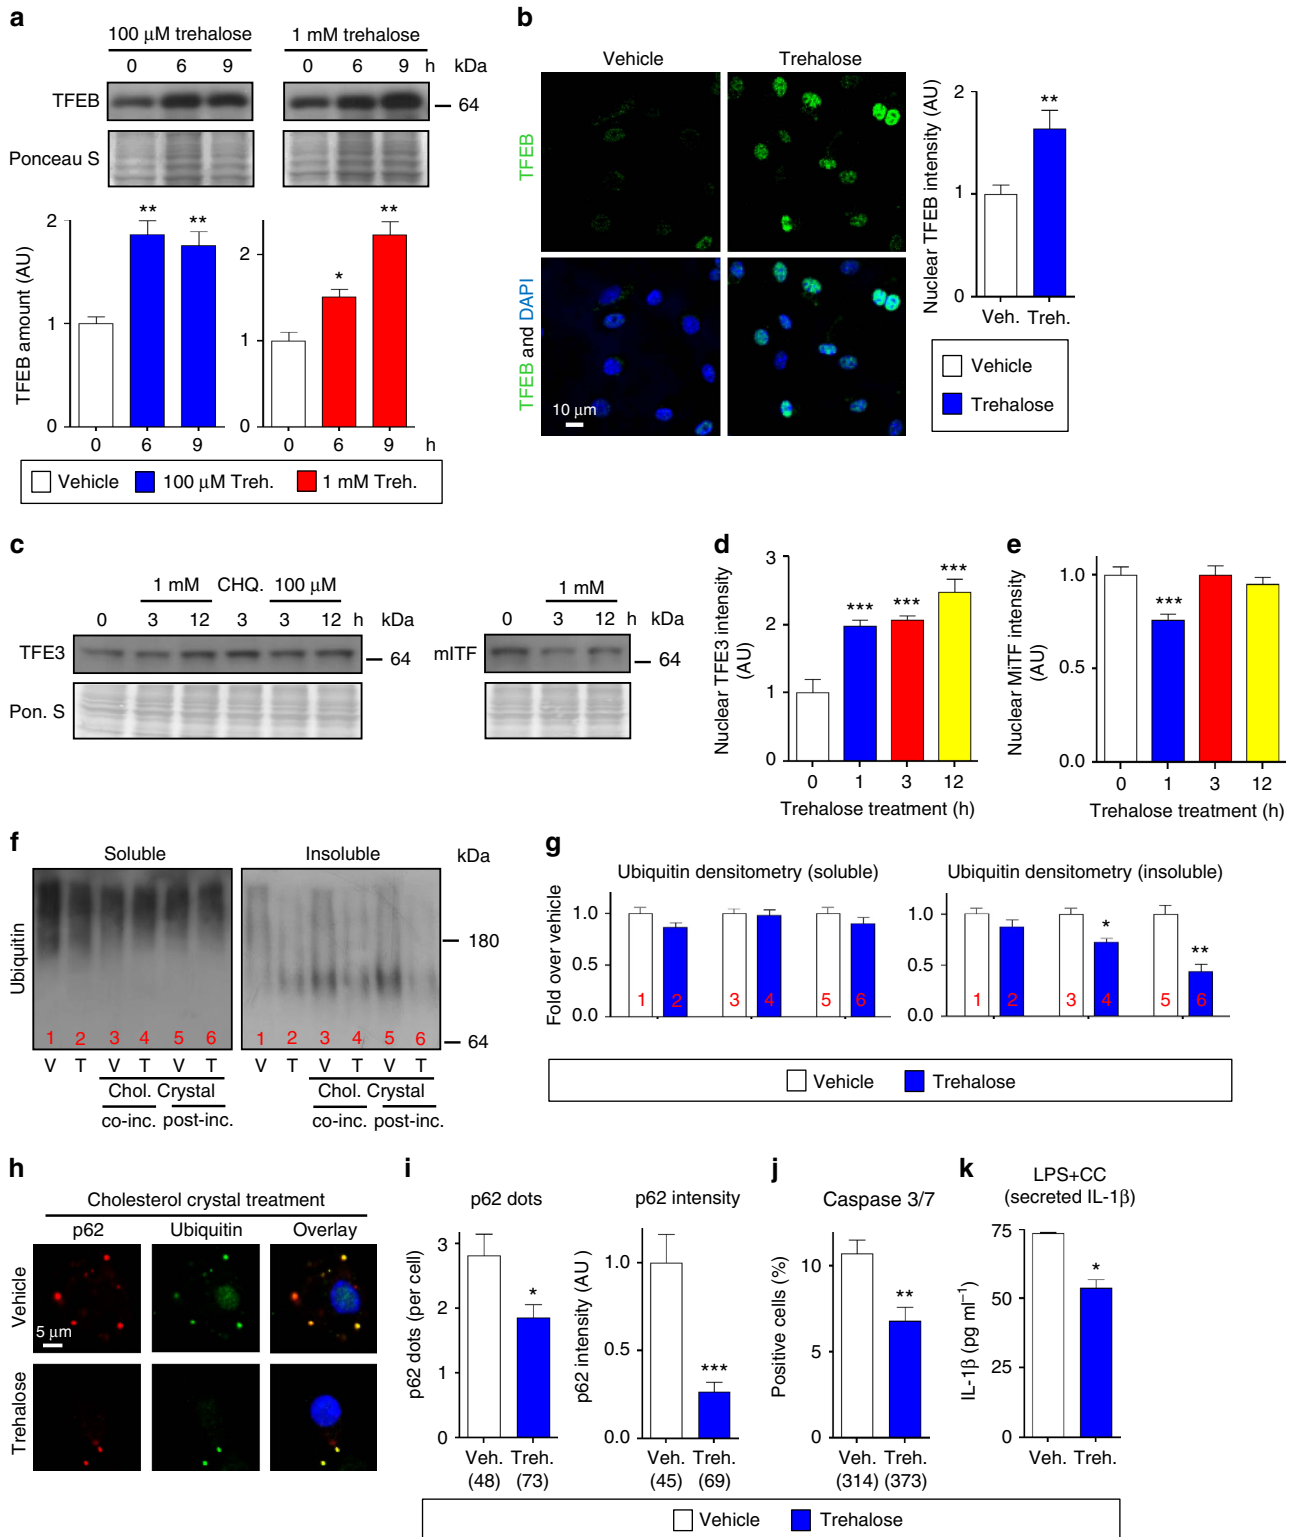 a
100 µM trehalose
1 mM trehalose
0 6 9 0 6 9 h kDa
TFEB
64
Ponceau S
TFEB amount (AU)
2
1
0
** **
0 6 9
2
1
0
* **
0 6 9 h
Vehicle 100 µM Treh. 1 mM Treh.
b
Vehicle Trehalose
TFEB
TFEB and DAPI
10 µm
Nuclear TFEB intensity (AU)
2
1
0
**
Veh. Treh.
Vehicle
Trehalose
c
1 mM CHQ. 100 µM
0 3 12 3 3 12 h kDa
TFE3
64
Pon. S
1 mM
0 3 12 h kDa
mITF
64
d
Nuclear TFE3 intensity (AU)
3
2
1
0
*** *** ***
0 1 3 12
Trehalose treatment (h)
e
Nuclear MiTF intensity (AU)
1.0
0.5
0.0
***
0 1 3 12
Trehalose treatment (h)
f
Soluble Insoluble kDa
Ubiquitin
180
64
1 2 3 4 5 6 1 2 3 4 5 6
V T V T V T V T V T V T
Chol. Crystal Chol. Crystal
co-inc. post-inc. co-inc. post-inc.
g
Ubiquitin densitometry (soluble)
Fold over vehicle
1.0
0.5
0.0
1 2 3 4 5 6
Ubiquitin densitometry (insoluble)
1.0
0.5
0.0
* **
1 2 3 4 5 6
Vehicle Trehalose
h
Cholesterol crystal treatment
p62 Ubiquitin Overlay
Vehicle
5 µm
Trehalose
i
p62 dots
p62 dots (per cell)
3
2
1
0
*
Veh. Treh.
(48) (73)
p62 intensity
p62 intensity (AU )
1.0
0.5
0.0
***
Veh. Treh.
(45) (69)
j
Caspase 3/7
Positive cells (%)
10
5
0
**
Veh. Treh.
(314) (373)
k
LPS+CC
(secreted IL-1β)
IL-1β (pg ml⁻¹)
75
50
25
0
*
Veh. Treh.
Vehicle Trehalose